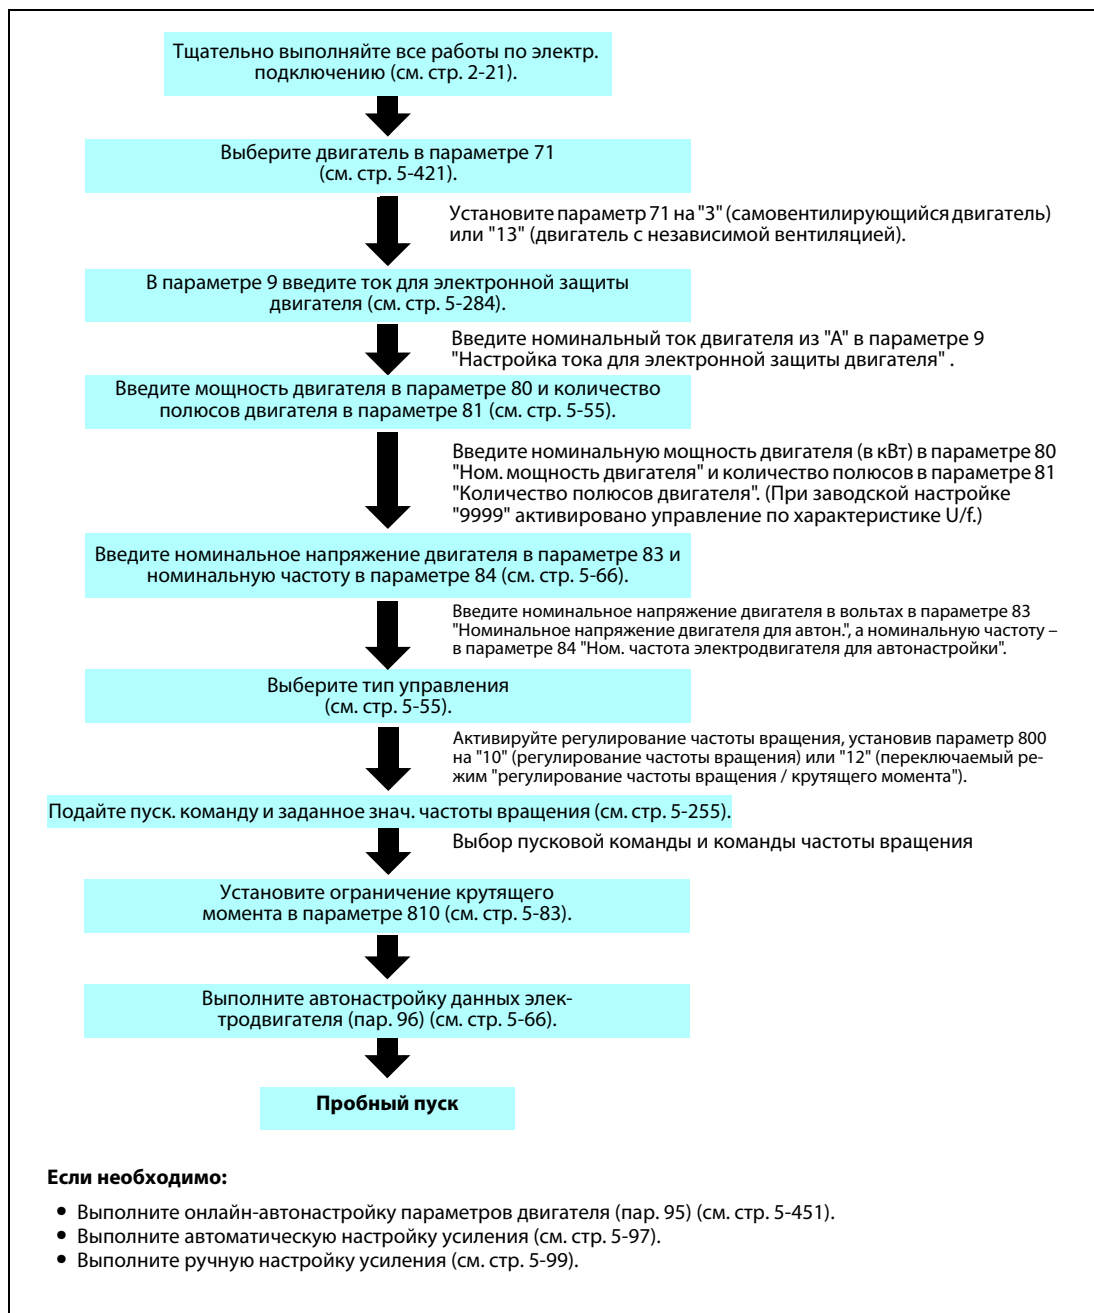 Тщательно выполняйте все работы по электр.
подключению (см. стр. 2-21).
Выберите двигатель в параметре 71
(см. стр. 5-421).
Установите параметр 71 на "3" (самовентилирующийся двигатель)
или "13" (двигатель с независимой вентиляцией).
В параметре 9 введите ток для электронной защиты
двигателя (см. стр. 5-284).
Введите номинальный ток двигателя из "A" в параметре 9
"Настройка тока для электронной защиты двигателя" .
Введите мощность двигателя в параметре 80 и количество
полюсов двигателя в параметре 81 (см. стр. 5-55).
Введите номинальную мощность двигателя (в кВт) в параметре 80
"Ном. мощность двигателя" и количество полюсов в параметре 81
"Количество полюсов двигателя". (При заводской настройке
"9999" активировано управление по характеристике U/f.)
Введите номинальное напряжение двигателя в параметре 83 и
номинальную частоту в параметре 84 (см. стр. 5-66).
Введите номинальное напряжение двигателя в вольтах в параметре 83
"Номинальное напряжение двигателя для автон.", а номинальную частоту –
в параметре 84 "Ном. частота электродвигателя для автонастройки".
Выберите тип управления
(см. стр. 5-55).
Активируйте регулирование частоты вращения, установив параметр 800
на "10" (регулирование частоты вращения) или "12" (переключаемый ре-
жим "регулирование частоты вращения / крутящего момента").
Подайте пуск. команду и заданное знач. частоты вращения (см. стр. 5-255).
Выбор пусковой команды и команды частоты вращения
Установите ограничение крутящего
момента в параметре 810 (см. стр. 5-83).
Выполните автонастройку данных элек-
тродвигателя (пар. 96) (см. стр. 5-66).
Пробный пуск
Если необходимо:
● Выполните онлайн-автонастройку параметров двигателя (пар. 95) (см. стр. 5-451).
● Выполните автоматическую настройку усиления (см. стр. 5-97).
● Выполните ручную настройку усиления (см. стр. 5-99).